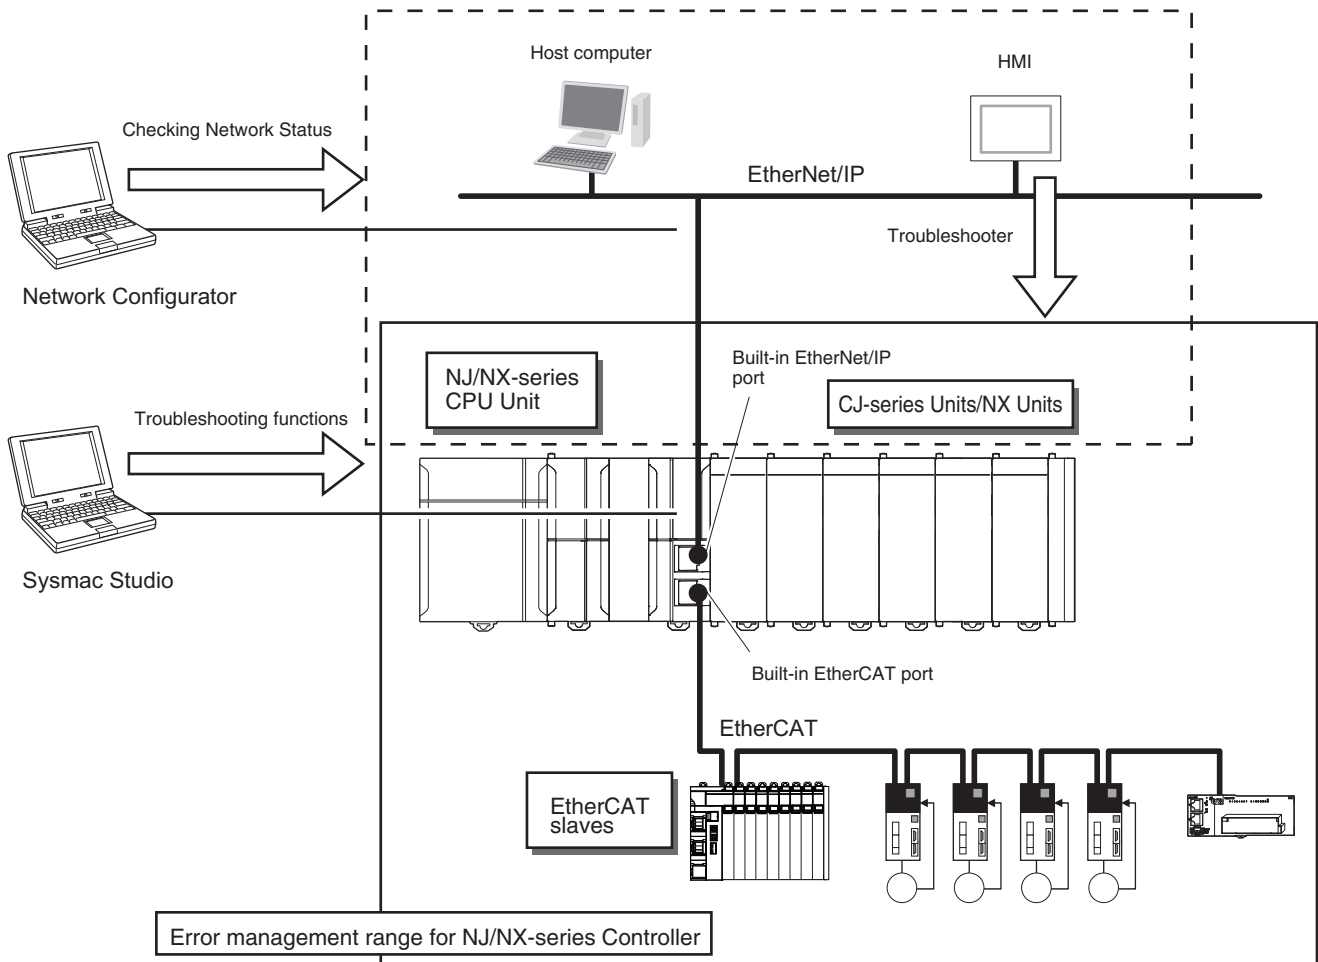 Host computer
HMI
Checking Network Status
EtherNet/IP
Troubleshooter
Network Configurator
Built-in EtherNet/IP
port
NJ/NX-series
CPU Unit
CJ-series Units/NX Units
Troubleshooting functions
Sysmac Studio
Built-in EtherCAT port
EtherCAT
EtherCAT
slaves
Error management range for NJ/NX-series Controller